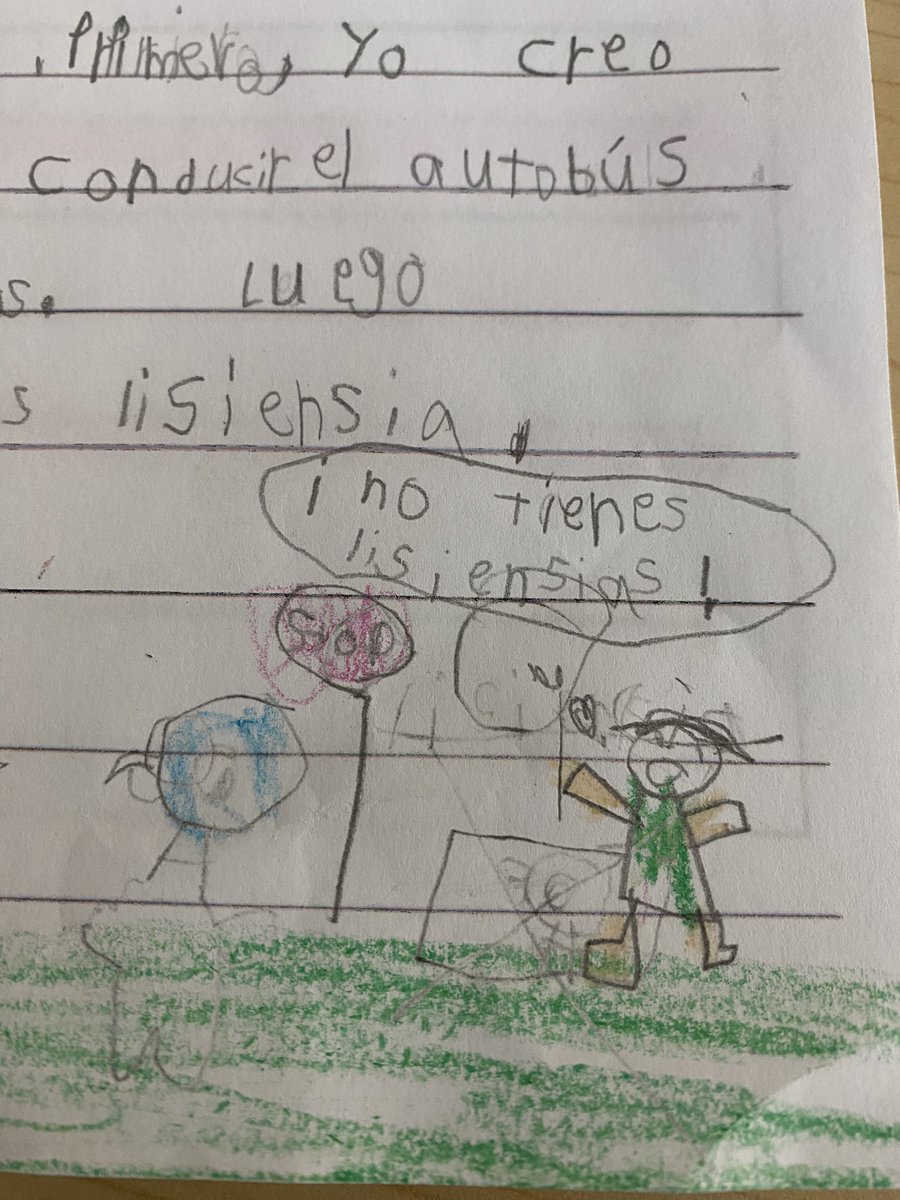 . Primero, Yo creo
conducir el autobús
s. Luego
s lisiensia.
¡no tienes
lisiensias!
Stop